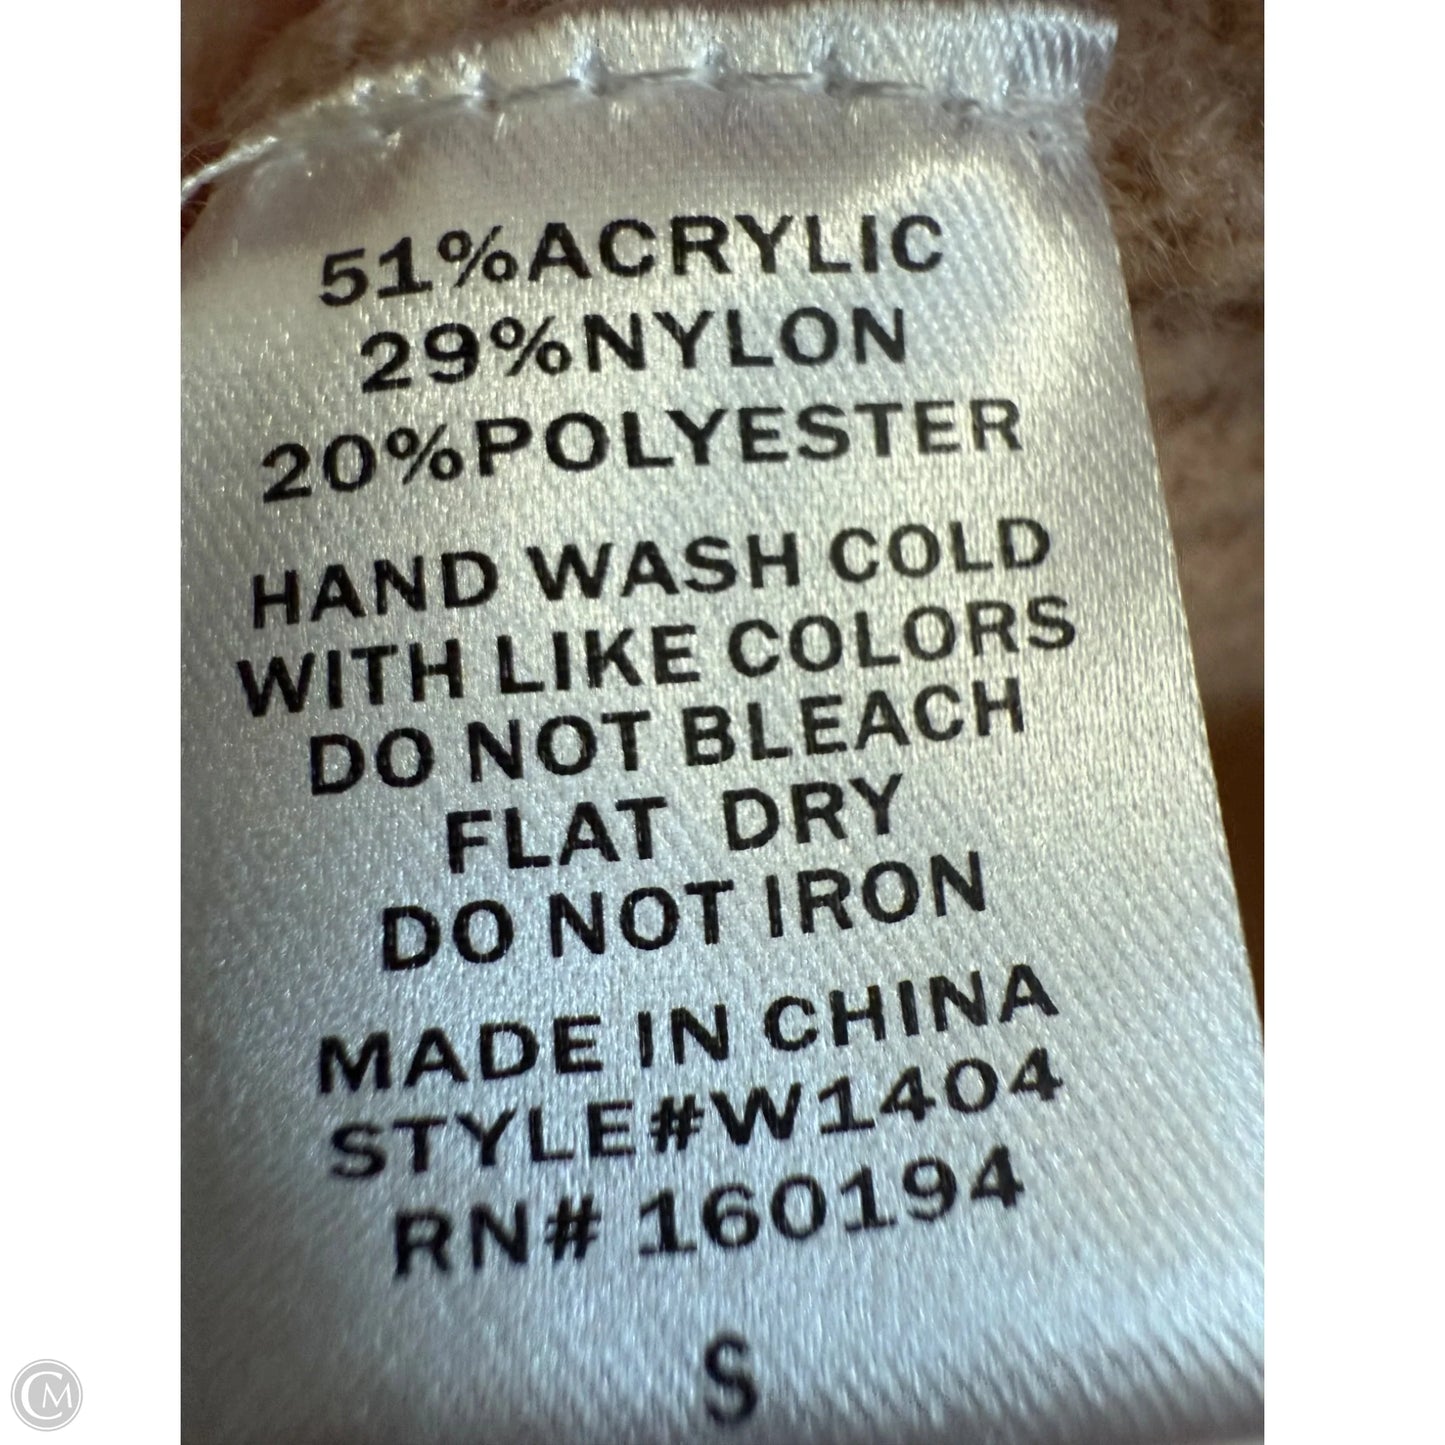 51%ACRYLIC
29%NYLON
20%POLYESTER
HAND WASH COLD
WITH LIKE COLORS
DO NOT BLEACH
FLAT DRY
DO NOT IRON
MADE IN CHINA
STYLE#W1404
RN# 160194
S
CM